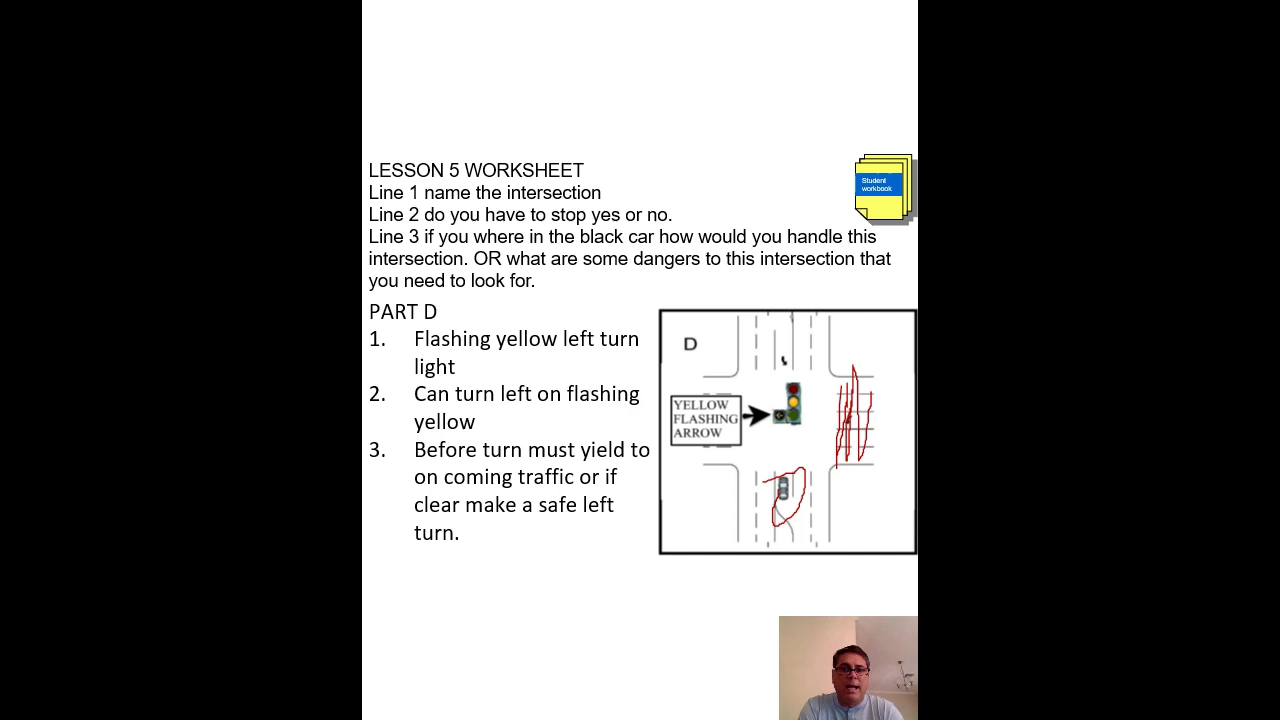 LESSON 5 WORKSHEET
Line 1 name the intersection
Line 2 do you have to stop yes or no.
Line 3 if you where in the black car how would you handle this
intersection. OR what are some dangers to this intersection that
you need to look for.
Student
workbook
PART D
1. Flashing yellow left turn
light
2. Can turn left on flashing
yellow
3. Before turn must yield to
on coming traffic or if
clear make a safe left
turn.
D
YELLOW
FLASHING
ARROW